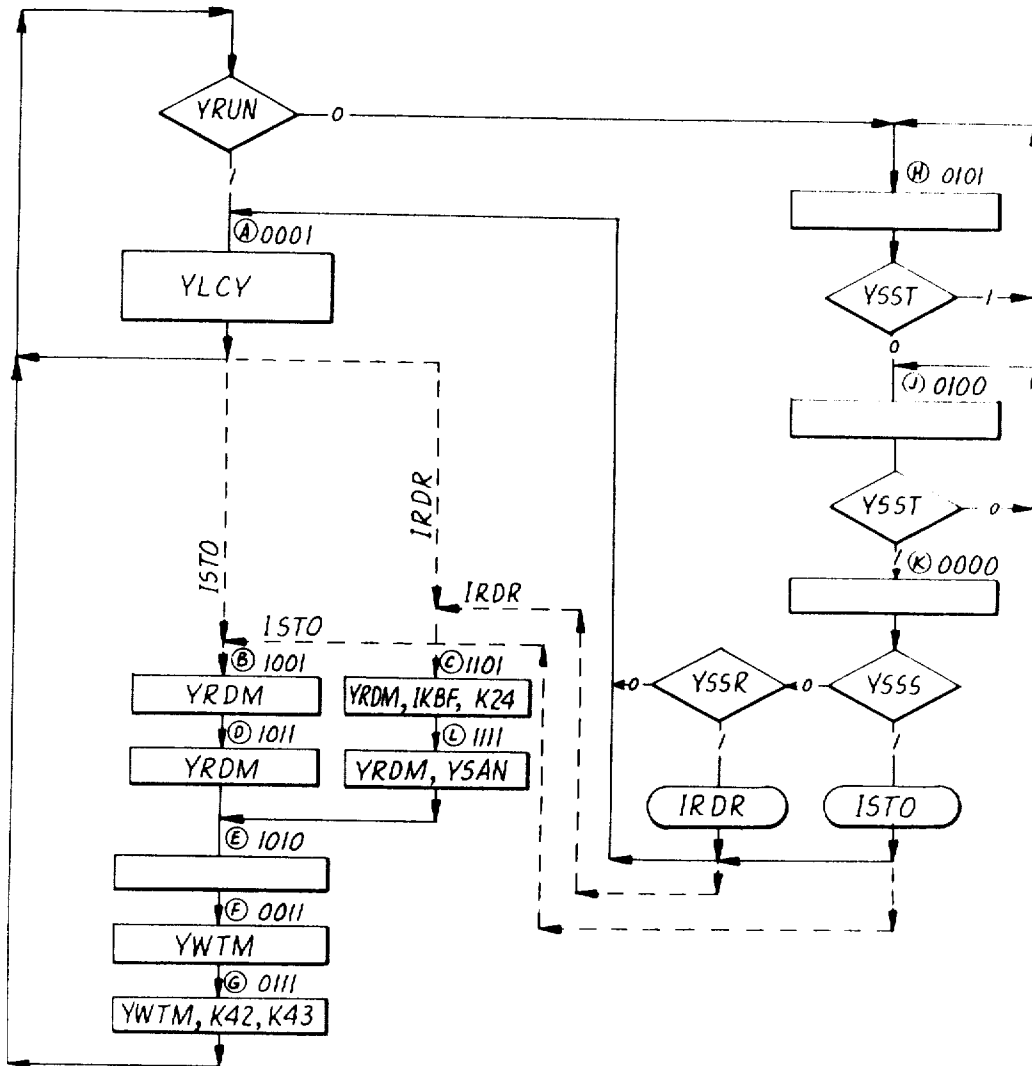 YRUN
0
1
Ⓗ 0101
Ⓐ 0001
YLCY
YSST
1
0
Ⓙ 0100
IRDR
YSST
0
ISTO
1
Ⓚ 0000
IRDR
ISTO
Ⓑ 1001
Ⓒ 1101
YRDM
YRDM, IKBF, K24
0
YSSR
0
YSSS
Ⓓ 1011
Ⓛ 1111
YRDM
YRDM, YSAN
1
1
IRDR
ISTO
Ⓔ 1010
Ⓕ 0011
YWTM
Ⓖ 0111
YWTM, K42, K43